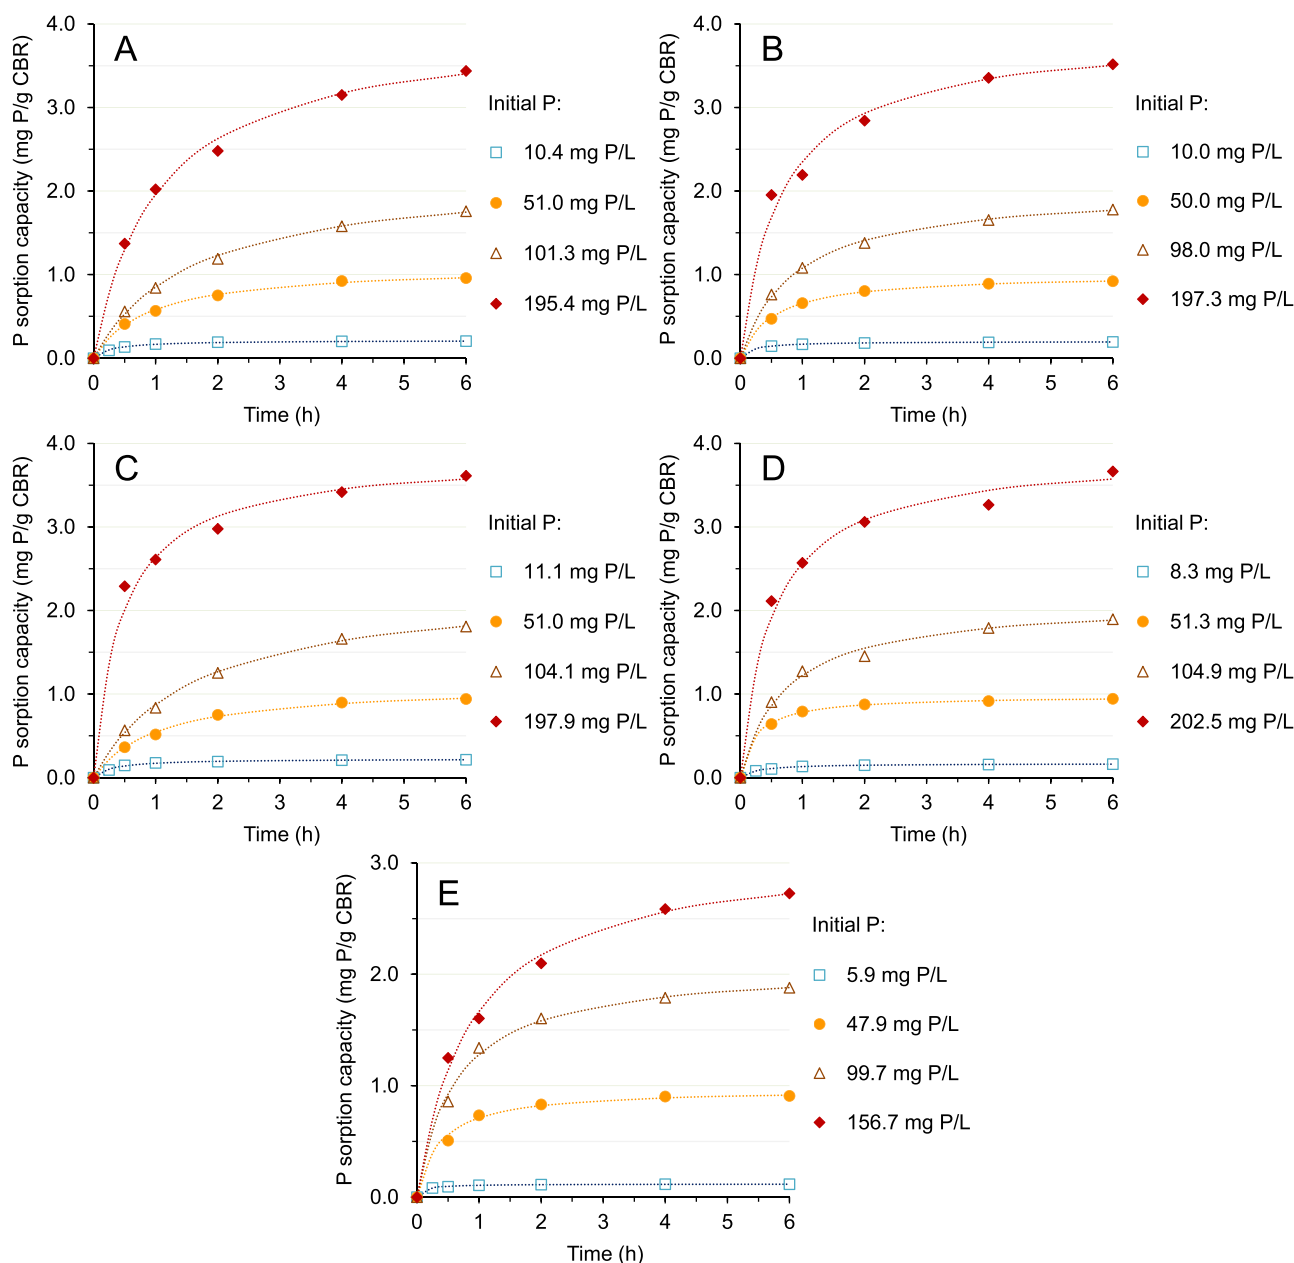 A
P sorption capacity (mg P/g CBR)
4.0
3.0
2.0
1.0
0.0
0 1 2 3 4 5 6
Time (h)
Initial P:
10.4 mg P/L
51.0 mg P/L
101.3 mg P/L
195.4 mg P/L
B
P sorption capacity (mg P/g CBR)
4.0
3.0
2.0
1.0
0.0
0 1 2 3 4 5 6
Time (h)
Initial P:
10.0 mg P/L
50.0 mg P/L
98.0 mg P/L
197.3 mg P/L
C
P sorption capacity (mg P/g CBR)
4.0
3.0
2.0
1.0
0.0
0 1 2 3 4 5 6
Time (h)
Initial P:
11.1 mg P/L
51.0 mg P/L
104.1 mg P/L
197.9 mg P/L
D
P sorption capacity (mg P/g CBR)
4.0
3.0
2.0
1.0
0.0
0 1 2 3 4 5 6
Time (h)
Initial P:
8.3 mg P/L
51.3 mg P/L
104.9 mg P/L
202.5 mg P/L
E
P sorption capacity (mg P/g CBR)
3.0
2.0
1.0
0.0
0 1 2 3 4 5 6
Time (h)
Initial P:
5.9 mg P/L
47.9 mg P/L
99.7 mg P/L
156.7 mg P/L